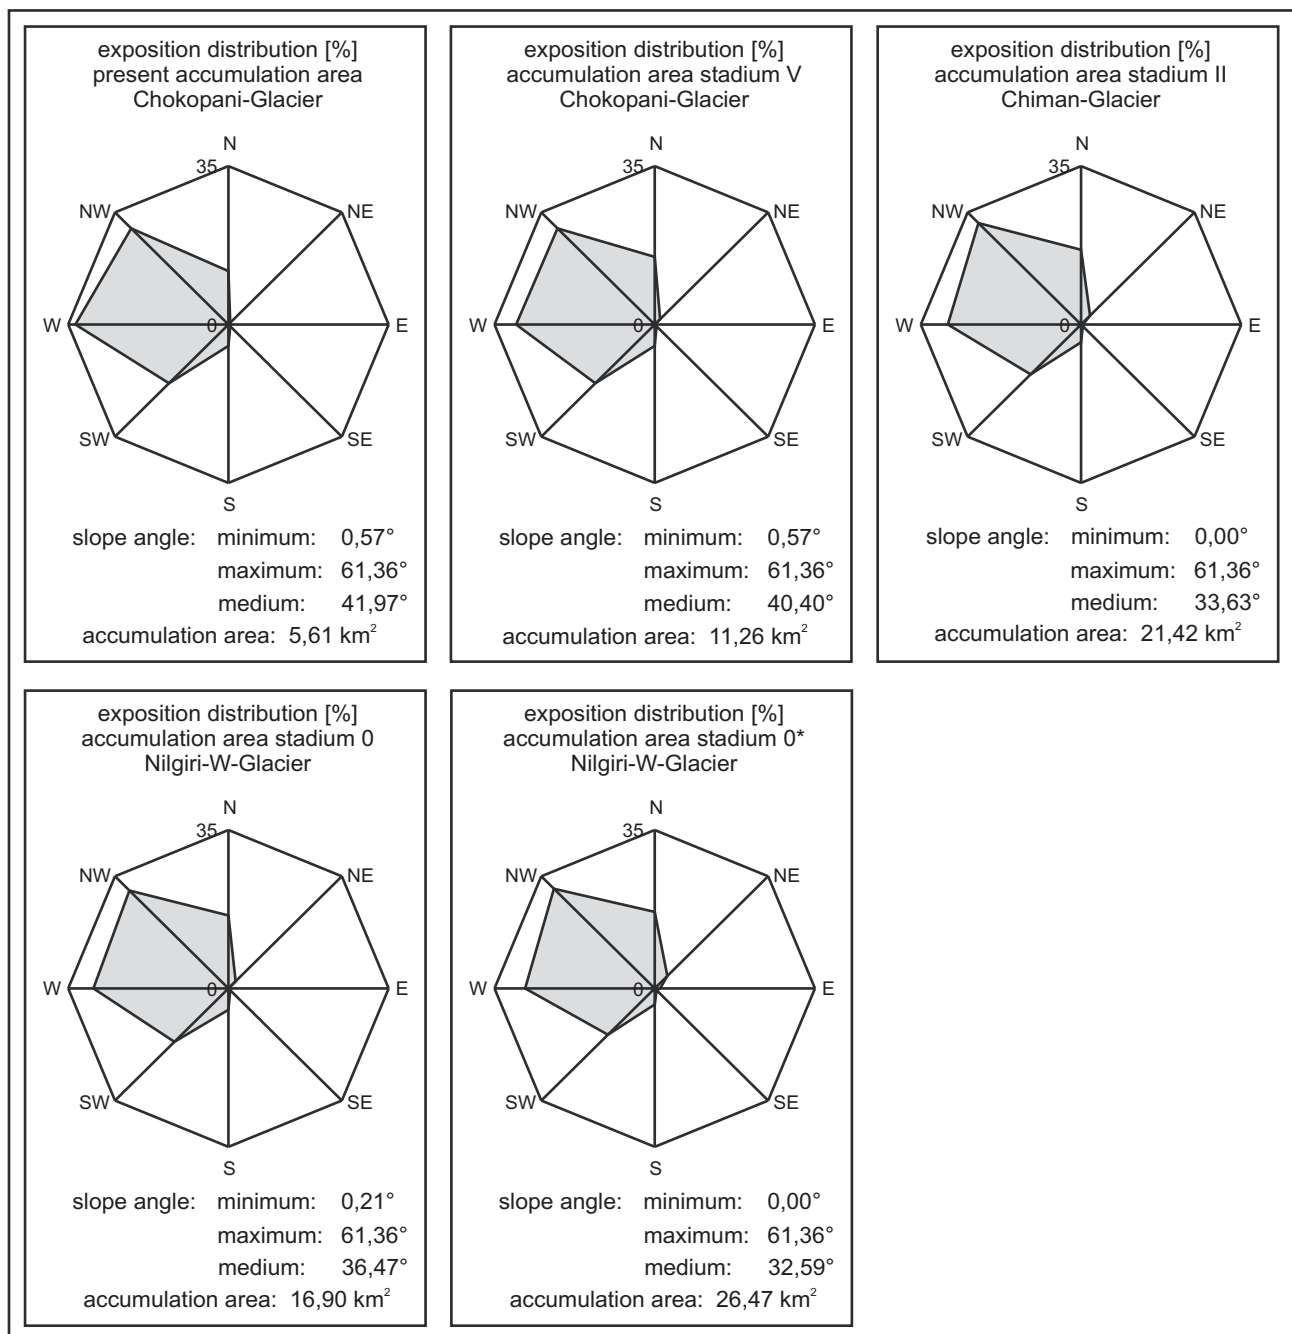 exposition distribution [%]
present accumulation area
Chokopani-Glacier
N
35
NW
NE
W
0
E
SW
SE
S
slope angle: minimum: 0,57°
maximum: 61,36°
medium: 41,97°
accumulation area: 5,61 km²
exposition distribution [%]
accumulation area stadium V
Chokopani-Glacier
N
35
NW
NE
W
0
E
SW
SE
S
slope angle: minimum: 0,57°
maximum: 61,36°
medium: 40,40°
accumulation area: 11,26 km²
exposition distribution [%]
accumulation area stadium II
Chiman-Glacier
N
35
NW
NE
W
0
E
SW
SE
S
slope angle: minimum: 0,00°
maximum: 61,36°
medium: 33,63°
accumulation area: 21,42 km²
exposition distribution [%]
accumulation area stadium 0
Nilgiri-W-Glacier
N
35
NW
NE
W
0
E
SW
SE
S
slope angle: minimum: 0,21°
maximum: 61,36°
medium: 36,47°
accumulation area: 16,90 km²
exposition distribution [%]
accumulation area stadium 0*
Nilgiri-W-Glacier
N
35
NW
NE
W
0
E
SW
SE
S
slope angle: minimum: 0,00°
maximum: 61,36°
medium: 32,59°
accumulation area: 26,47 km²